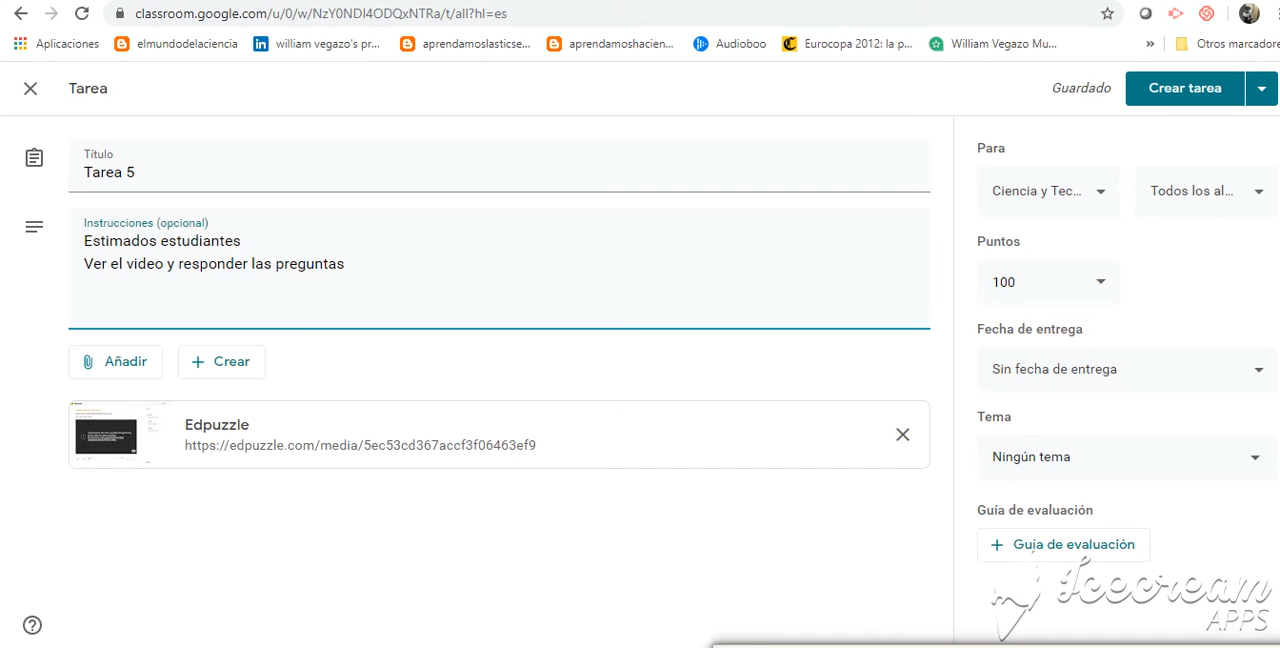 classroom.google.com/u/0/w/NzY0NDI4ODQxNTRa/t/all?hl=es
Aplicaciones elmundodelaciencia william vegazo's pr... aprendamoslasticse... aprendamoshacien... Audioboo Eurocopa 2012: la p... William Vegazo Mu... » Otros marcadore
Tarea Guardado Crear tarea
Título
Tarea 5
Instrucciones (opcional)
Estimados estudiantes
Ver el video y responder las preguntas
Añadir + Crear
Edpuzzle
https://edpuzzle.com/media/5ec53cd367accf3f06463ef9
Para
Ciencia y Tec... Todos los al...
Puntos
100
Fecha de entrega
Sin fecha de entrega
Tema
Ningún tema
Guía de evaluación
+ Guía de evaluación
Icecream
APPS